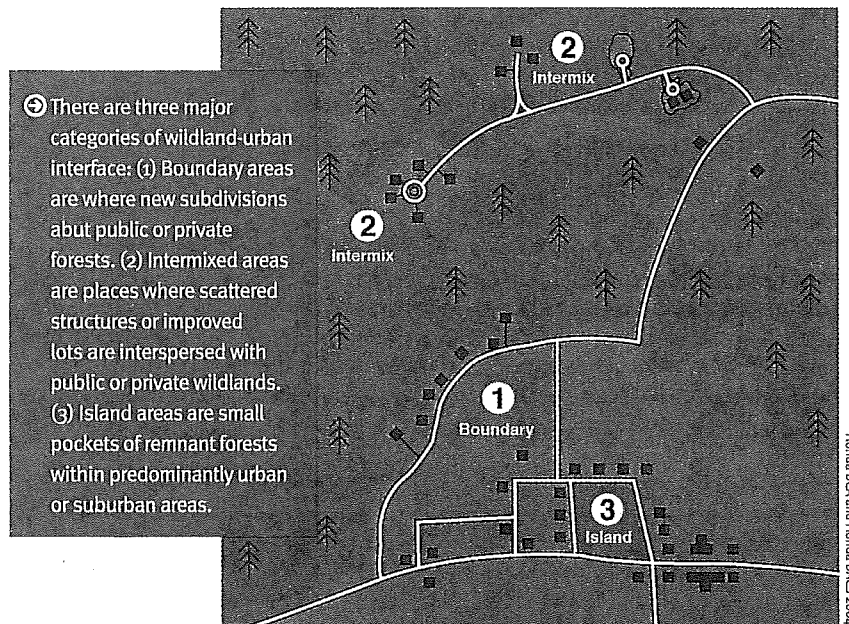 There are three major
categories of wildland-urban
interface: (1) Boundary areas
are where new subdivisions
abut public or private
forests. (2) Intermixed areas
are places where scattered
structures or improved
lots are interspersed with
public or private wildlands.
(3) Island areas are small
pockets of remnant forests
within predominantly urban
or suburban areas.
2
Intermix
2
Intermix
1
Boundary
3
Island